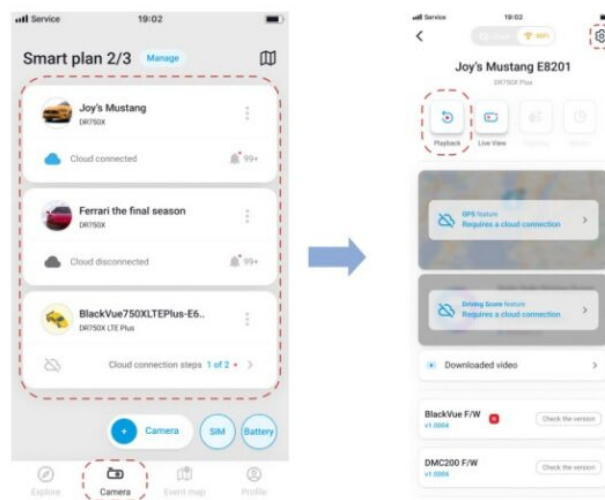 Service 19:02
Smart plan 2/3 Manage
Joy's Mustang
DR750X
Cloud connected 99+
Ferrari the final season
DR750X
Cloud disconnected 99+
BlackVue750XLTEPlus-E6..
DR750X LTE Plus
Cloud connection steps 1 of 2 • >
+ Camera SIM Battery
Explore Camera Event map Profile
Service 19:02
WiFi
Joy's Mustang E8201
DR750X Plus
Playback Live View
GPS feature
Requires a cloud connection
Driving Score feature
Requires a cloud connection
Downloaded video
BlackVue F/W N Check the version
v1.0004
DMC200 F/W Check the version
v1.0004